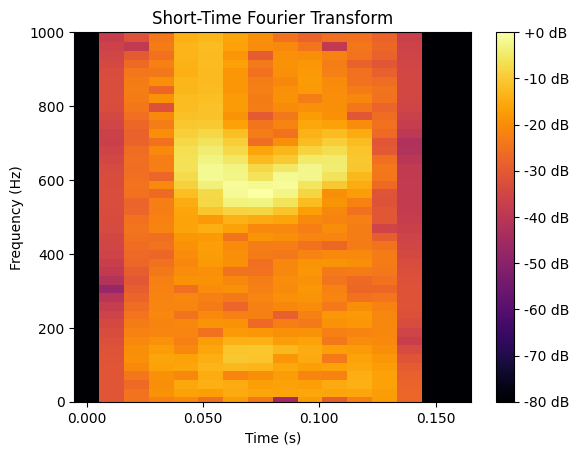 Short-Time Fourier Transform
1000
800
600
400
200
0
Frequency (Hz)
0.000
0.050
0.100
0.150
Time (s)
+0 dB
-10 dB
-20 dB
-30 dB
-40 dB
-50 dB
-60 dB
-70 dB
-80 dB